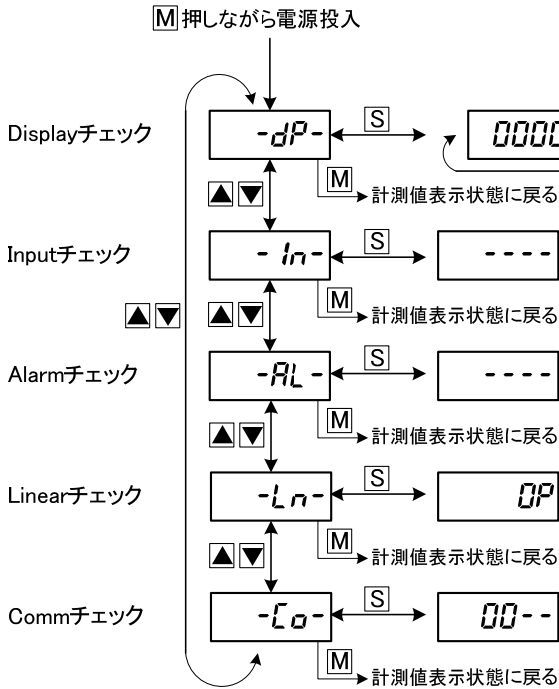 M 押しながら電源投入
Displayチェック -dP- S 0000
▲ ▼ M 計測値表示状態に戻る
Inputチェック -In- S ----
▲ ▼ ▲ ▼ M 計測値表示状態に戻る
Alarmチェック -AL- S ----
▲ ▼ M 計測値表示状態に戻る
Linearチェック -Ln- S OP
▲ ▼ M 計測値表示状態に戻る
Commチェック -Co- S 00--
M 計測値表示状態に戻る